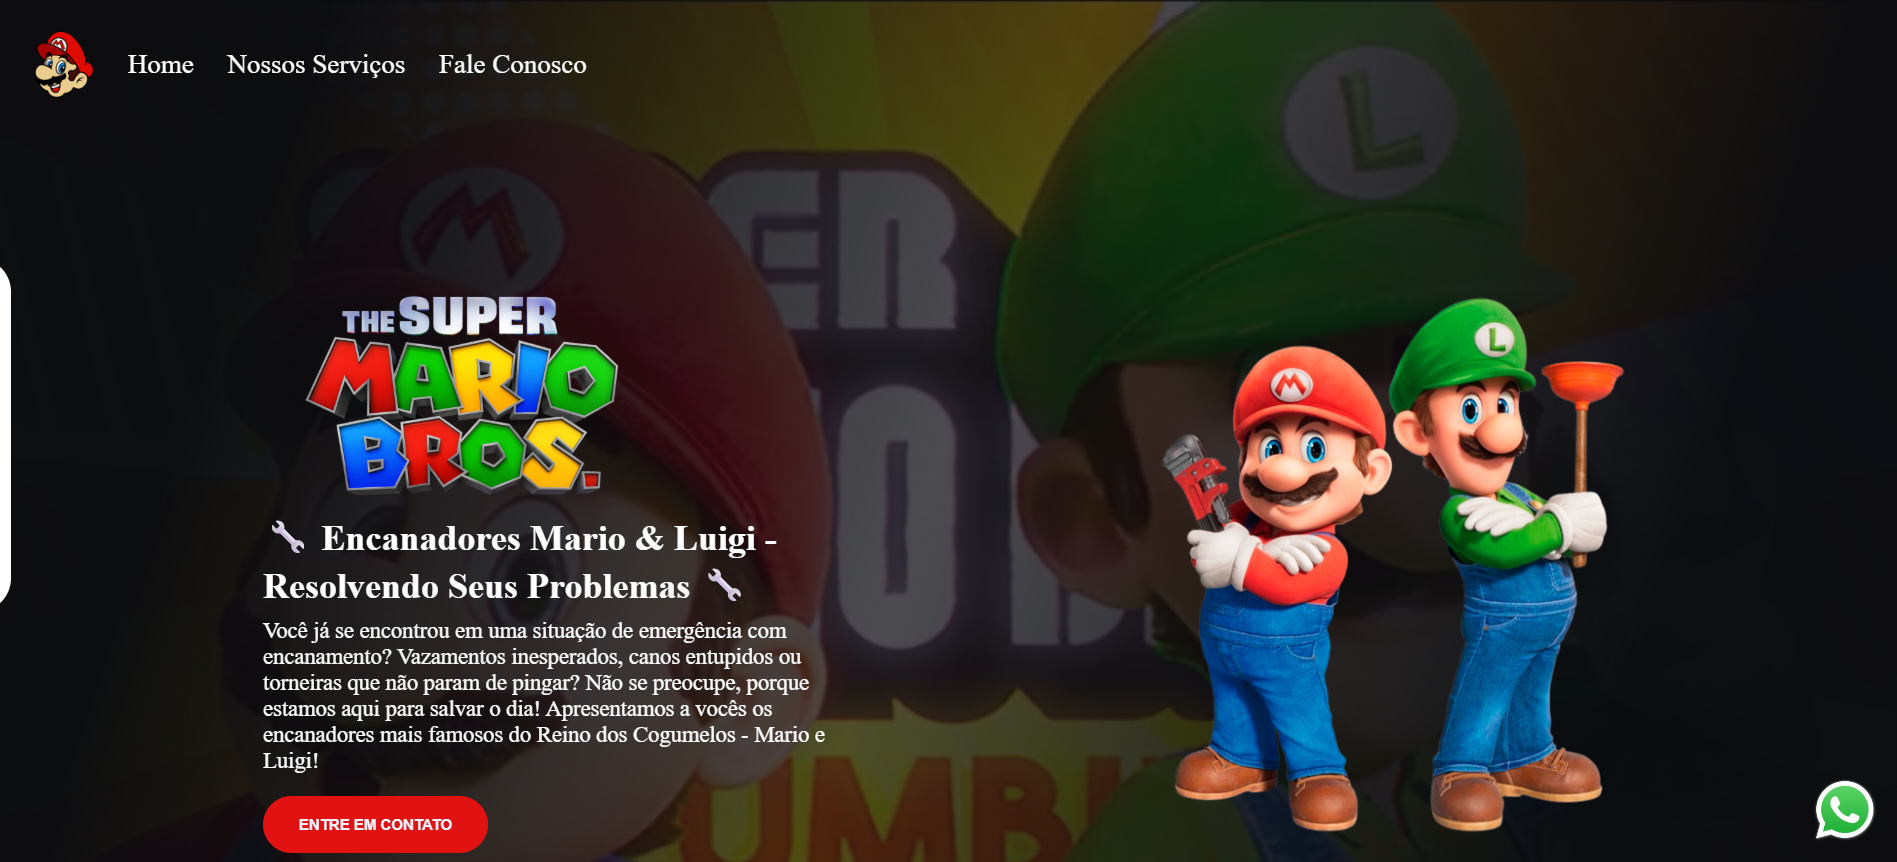 Home Nossos Serviços Fale Conosco
THE SUPER
MARIO
BROS.
Encanadores Mario & Luigi -
Resolvendo Seus Problemas
Você já se encontrou em uma situação de emergência com
encanamento? Vazamentos inesperados, canos entupidos ou
torneiras que não param de pingar? Não se preocupe, porque
estamos aqui para salvar o dia! Apresentamos a vocês os
encanadores mais famosos do Reino dos Cogumelos - Mario e
Luigi!
ENTRE EM CONTATO
M
L
M
L